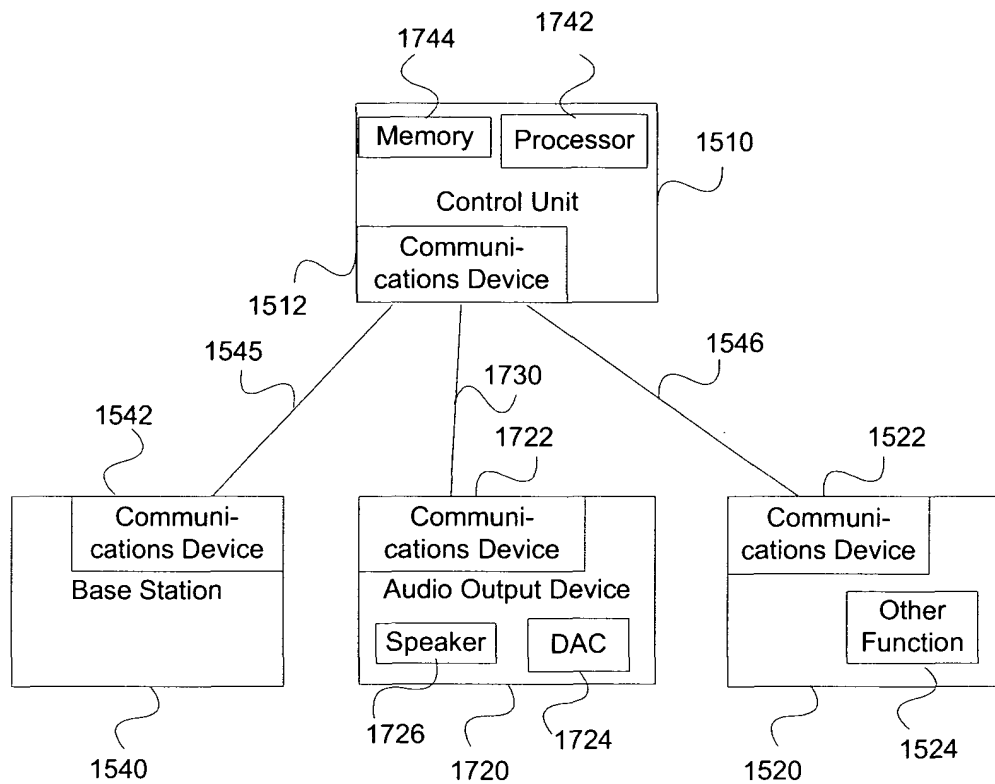 1744
1742
Memory
Processor
1510
Control Unit
Communi-
cations Device
1512
1545
1546
1730
1542
1722
1522
Communi-
cations Device
Communi-
cations Device
Communi-
cations Device
Base Station
Audio Output Device
Other
Function
Speaker
DAC
1726
1724
1524
1540
1720
1520